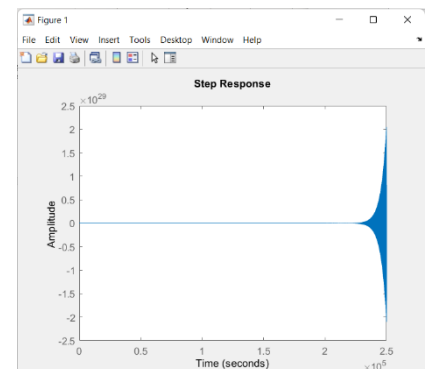 Figure 1
File Edit View Insert Tools Desktop Window Help
Step Response
×10^29
2.5
2
1.5
1
0.5
0
-0.5
-1
-1.5
-2
-2.5
Amplitude
0 0.5 1 1.5 2 2.5
Time (seconds)
×10^5